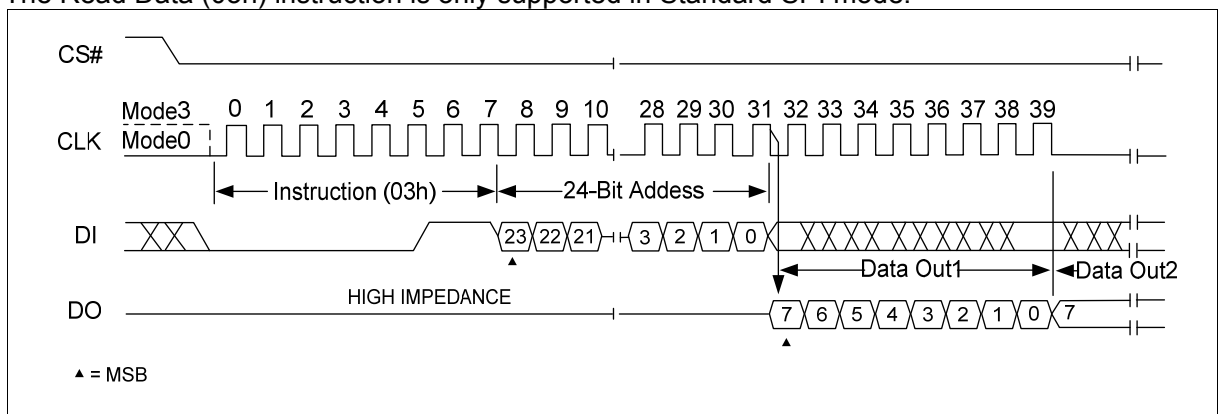 The Read Data (03h) instruction is only supported in Standard SPI mode.
CS#
Mode3 0 1 2 3 4 5 6 7 8 9 10 28 29 30 31 32 33 34 35 36 37 38 39
CLK Mode0
Instruction (03h) 24-Bit Addess
DI 23 22 21 3 2 1 0
Data Out1 Data Out2
HIGH IMPEDANCE
DO 7 6 5 4 3 2 1 0 7
▲ = MSB